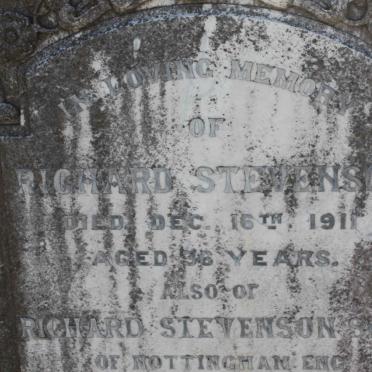 IN LOVING MEMORY
OF
RICHARD STEVENS
DIED DEC. 16TH 1911
AGED YEARS.
ALSO OF
RICHARD STEVENSON
OF NOTTINGHAM ENG